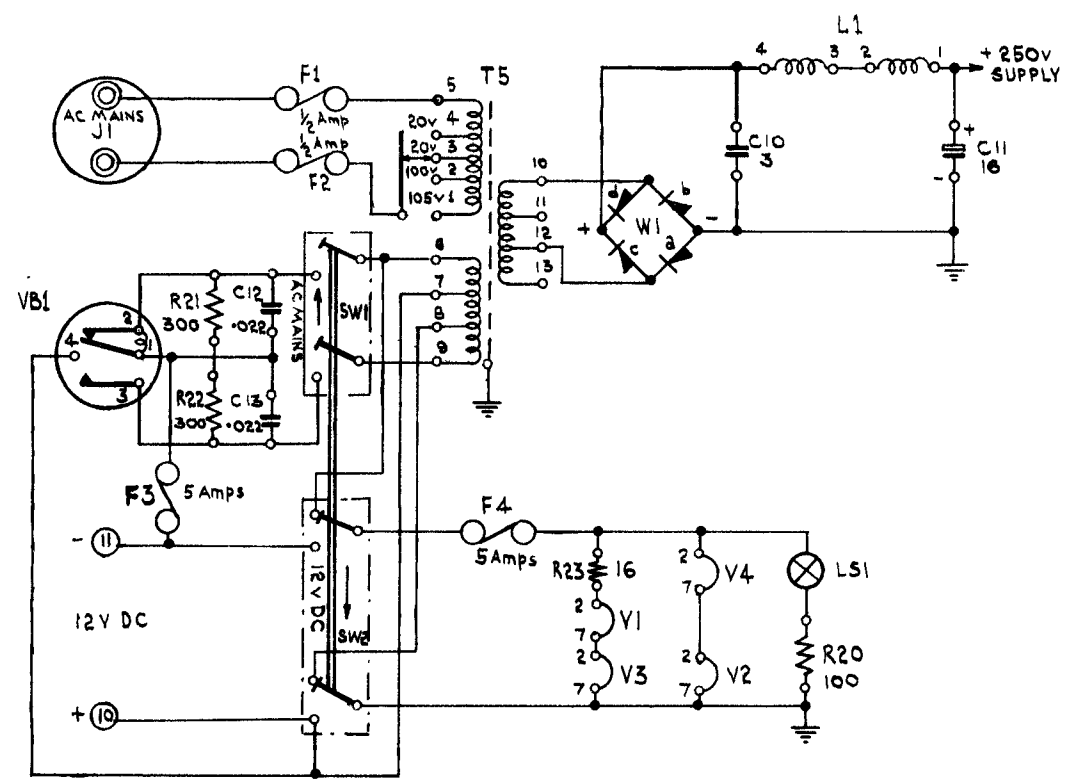 L1
4
3
2
1
+ 250V
SUPPLY
F1
T5
5
AC MAINS
J1
1/2 Amp
1/2 Amp
F2
20V
4
20V
3
100V
2
105V
1
10
11
12
13
d
b
W1
c
a
+
-
C10
3
+
C11
16
-
VB1
2
4
1
3
R21
300
C12
.022
R22
300
C13
.022
AC MAINS
SW1
6
7
8
9
F3
5 Amps
- 11
12V DC
+ 10
12V DC
SW2
F4
5 Amps
R23
16
2
V1
7
2
V3
7
2
V4
7
2
V2
7
LS1
R20
100